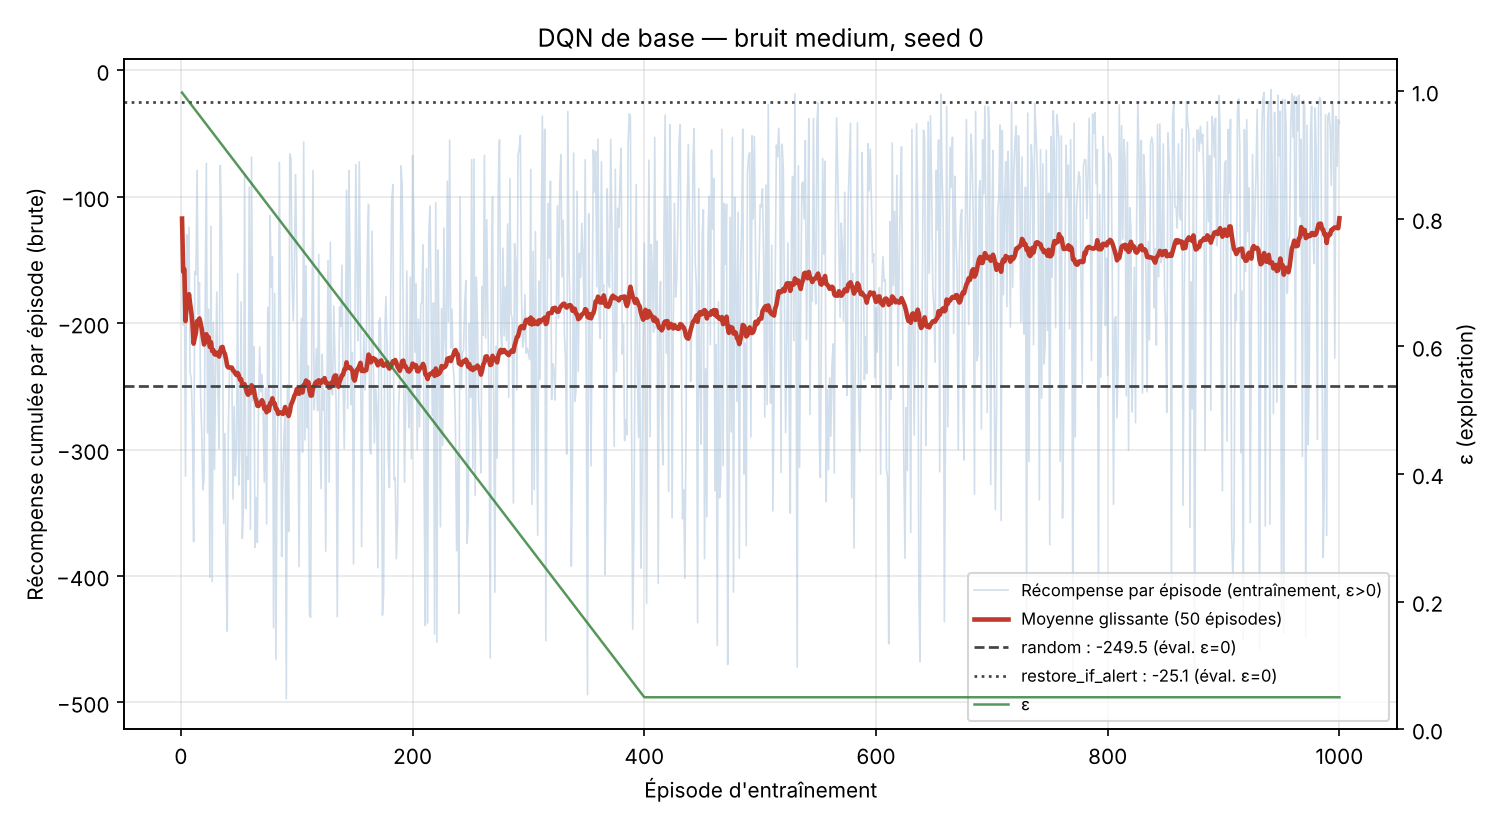 DQN de base — bruit medium, seed 0
Récompense cumulée par épisode (brute)
0
−100
−200
−300
−400
−500
1.0
0.8
0.6
0.4
0.2
0.0
ε (exploration)
Récompense par épisode (entraînement, ε>0)
Moyenne glissante (50 épisodes)
random : -249.5 (éval. ε=0)
restore_if_alert : -25.1 (éval. ε=0)
ε
0 200 400 600 800 1000
Épisode d'entraînement